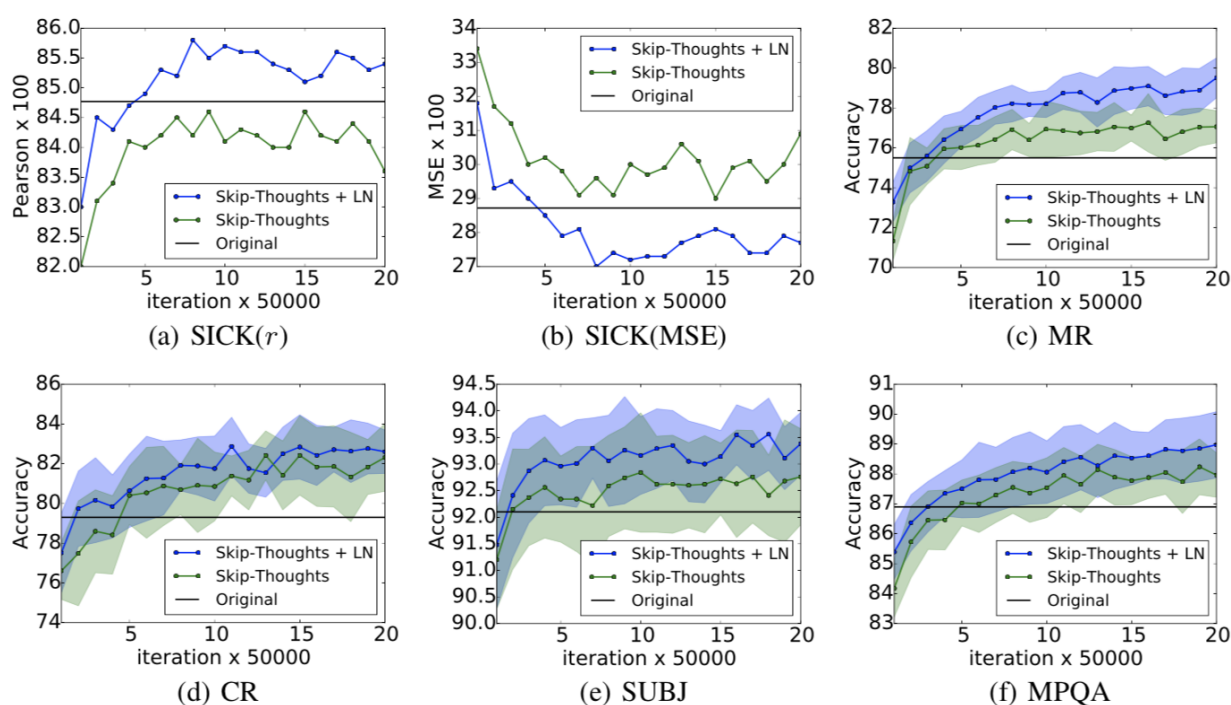 86.0
85.5
85.0
84.5
84.0
83.5
83.0
82.5
82.0
Pearson x 100
Skip-Thoughts + LN
Skip-Thoughts
Original
5 10 15 20
iteration x 50000
(a) SICK(r)
34
33
32
31
30
29
28
27
MSE x 100
Skip-Thoughts + LN
Skip-Thoughts
Original
5 10 15 20
iteration x 50000
(b) SICK(MSE)
82
80
78
76
74
72
70
Accuracy
Skip-Thoughts + LN
Skip-Thoughts
Original
5 10 15 20
iteration x 50000
(c) MR
86
84
82
80
78
76
74
Accuracy
Skip-Thoughts + LN
Skip-Thoughts
Original
5 10 15 20
iteration x 50000
(d) CR
94.5
94.0
93.5
93.0
92.5
92.0
91.5
91.0
90.5
90.0
Accuracy
Skip-Thoughts + LN
Skip-Thoughts
Original
5 10 15 20
iteration x 50000
(e) SUBJ
91
90
89
88
87
86
85
84
83
Accuracy
Skip-Thoughts + LN
Skip-Thoughts
Original
5 10 15 20
iteration x 50000
(f) MPQA